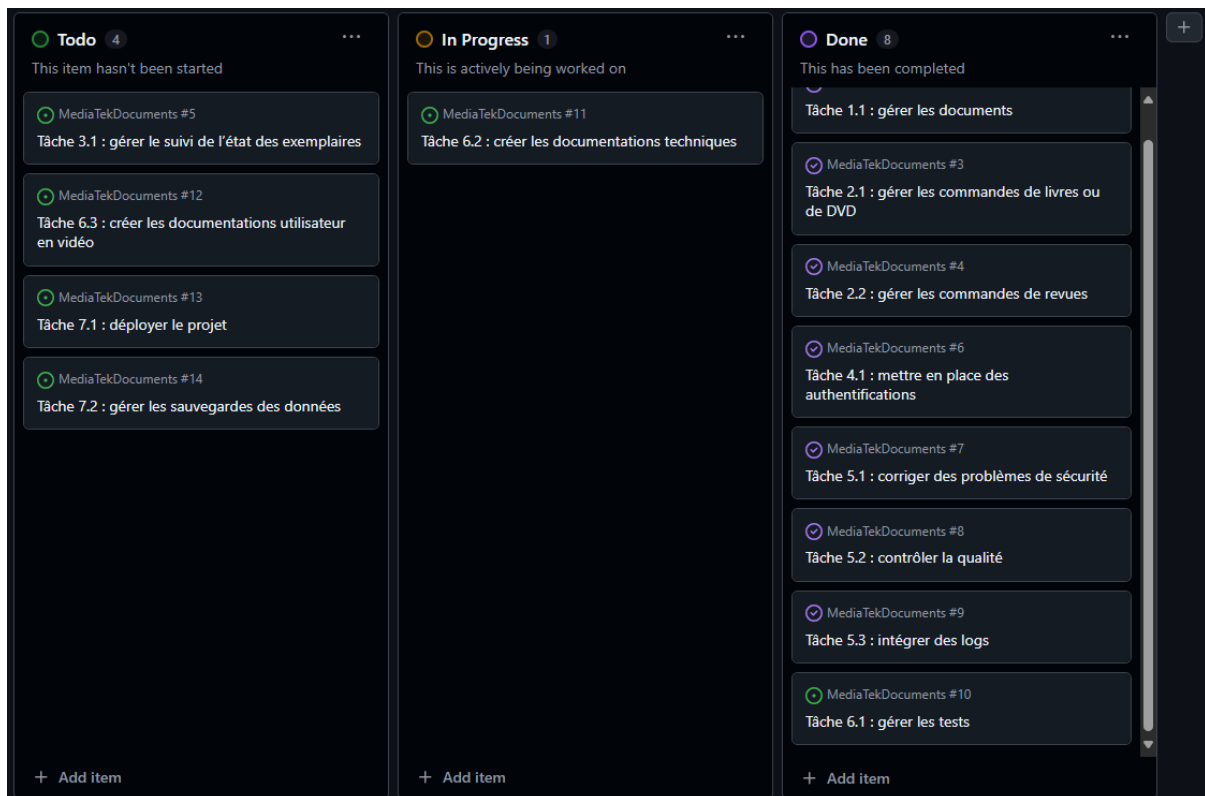 Todo 4 ...
This item hasn't been started
MediaTekDocuments #5
Tâche 3.1 : gérer le suivi de l'état des exemplaires
MediaTekDocuments #12
Tâche 6.3 : créer les documentations utilisateur
en vidéo
MediaTekDocuments #13
Tâche 7.1 : déployer le projet
MediaTekDocuments #14
Tâche 7.2 : gérer les sauvegardes des données
+ Add item
In Progress 1 ...
This is actively being worked on
MediaTekDocuments #11
Tâche 6.2 : créer les documentations techniques
+ Add item
Done 8 ...
This has been completed
Tâche 1.1 : gérer les documents
MediaTekDocuments #3
Tâche 2.1 : gérer les commandes de livres ou
de DVD
MediaTekDocuments #4
Tâche 2.2 : gérer les commandes de revues
MediaTekDocuments #6
Tâche 4.1 : mettre en place des
authentifications
MediaTekDocuments #7
Tâche 5.1 : corriger des problèmes de sécurité
MediaTekDocuments #8
Tâche 5.2 : contrôler la qualité
MediaTekDocuments #9
Tâche 5.3 : intégrer des logs
MediaTekDocuments #10
Tâche 6.1 : gérer les tests
+ Add item
+